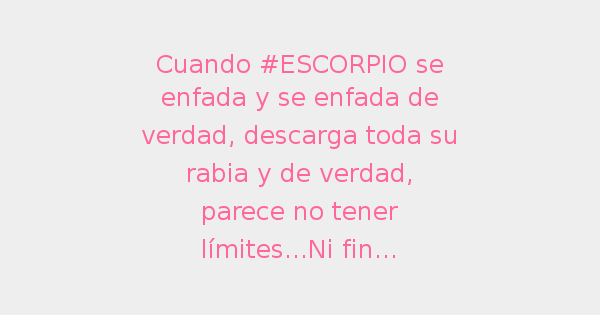 Cuando #ESCORPIO se
enfada y se enfada de
verdad, descarga toda su
rabia y de verdad,
parece no tener
límites...Ni fin...